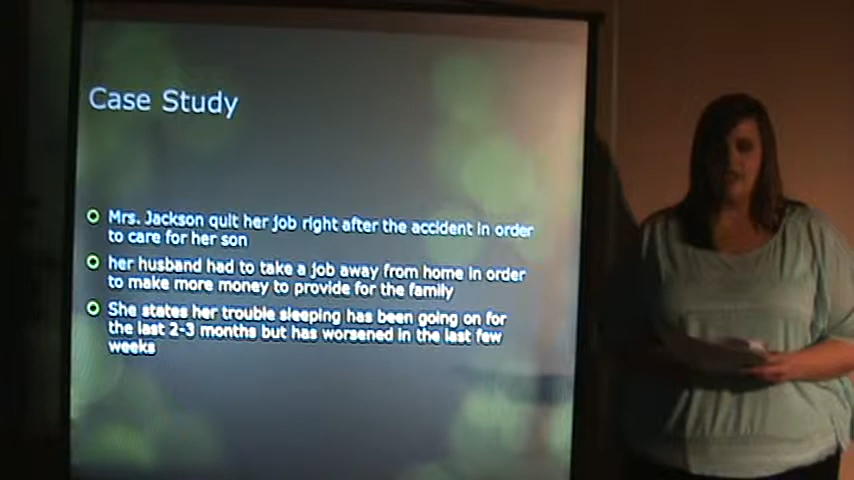 Case Study
Mrs. Jackson quit her job right after the accident in order
to care for her son
her husband had to take a job away from home in order
to make more money to provide for the family
She states her trouble sleeping has been going on for
the last 2-3 months but has worsened in the last few
weeks